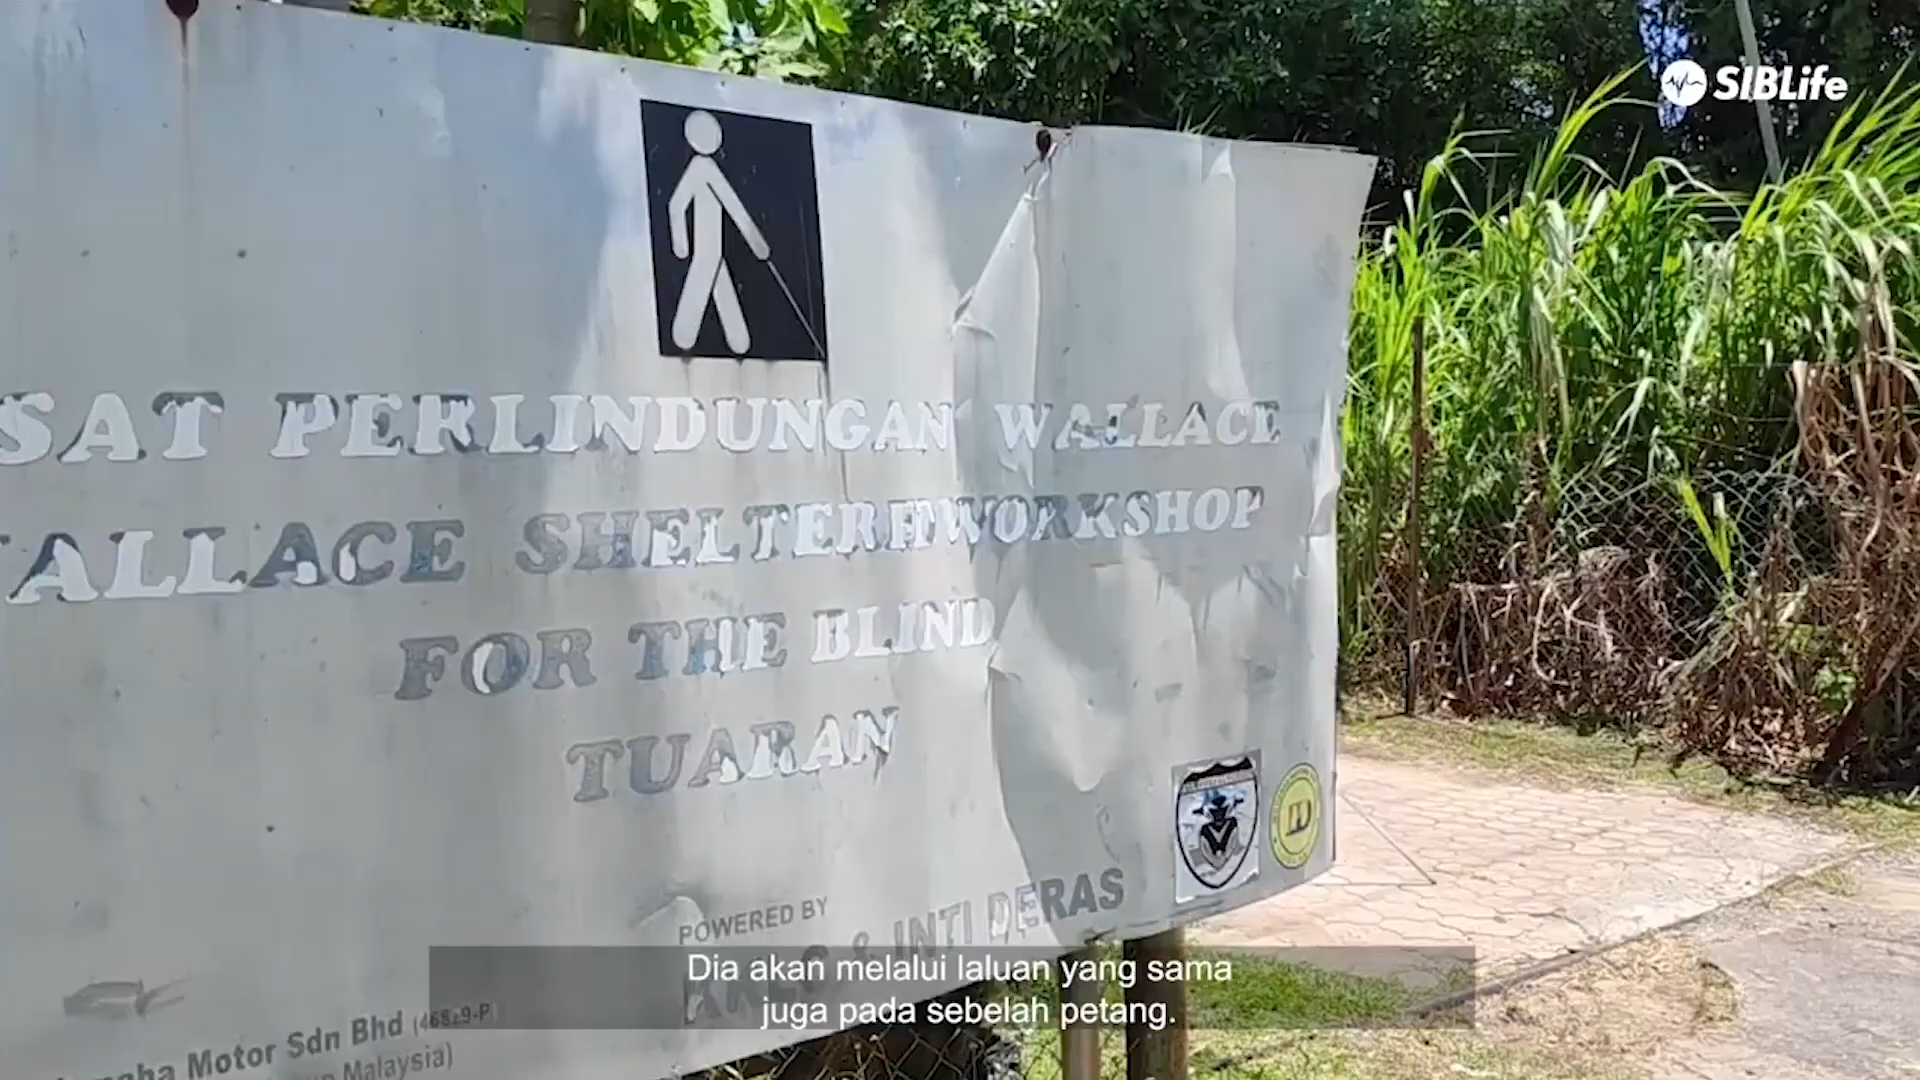 SIBLife
SAT PERLINDUNGAN WALLACE
WALLACE SHELTERED WORKSHOP
FOR THE BLIND
TUARAN
POWERED BY
& INTI DERAS
Motor Sdn Bhd
Malaysia)
Dia akan melalui laluan yang sama
juga pada sebelah petang.